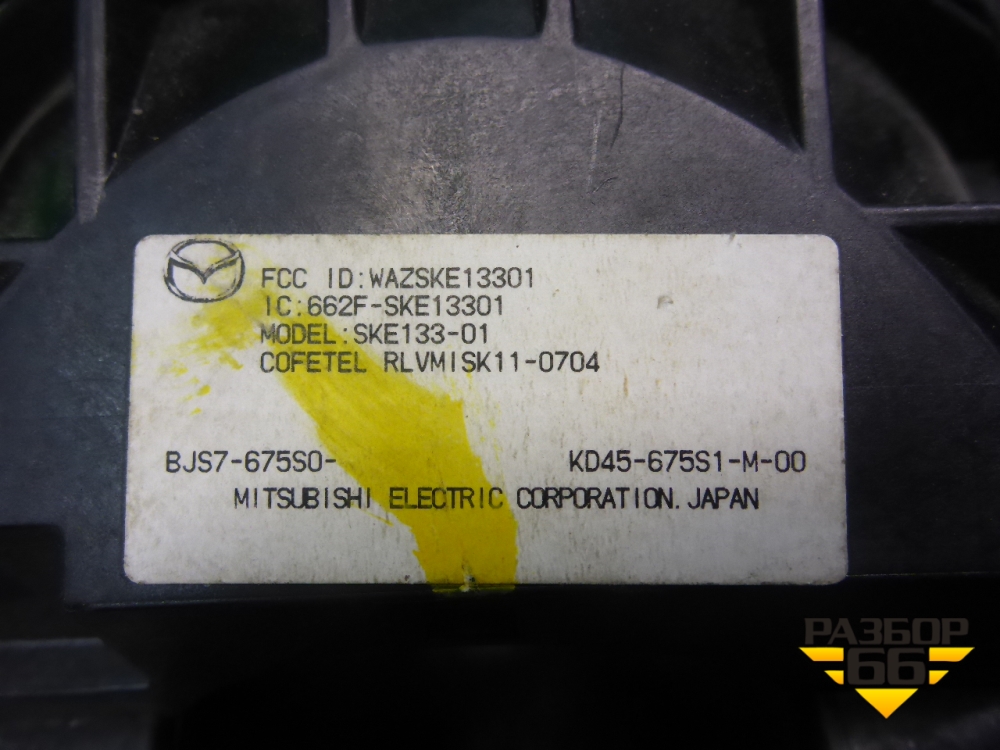 FCC ID:WAZSKE13301
IC:662F-SKE13301
MODEL:SKE133-01
COFETEL RLVMISK11-0704
BJS7-675S0-
KD45-675S1-M-00
MITSUBISHI ELECTRIC CORPORATION. JAPAN
РАЗБОР
66